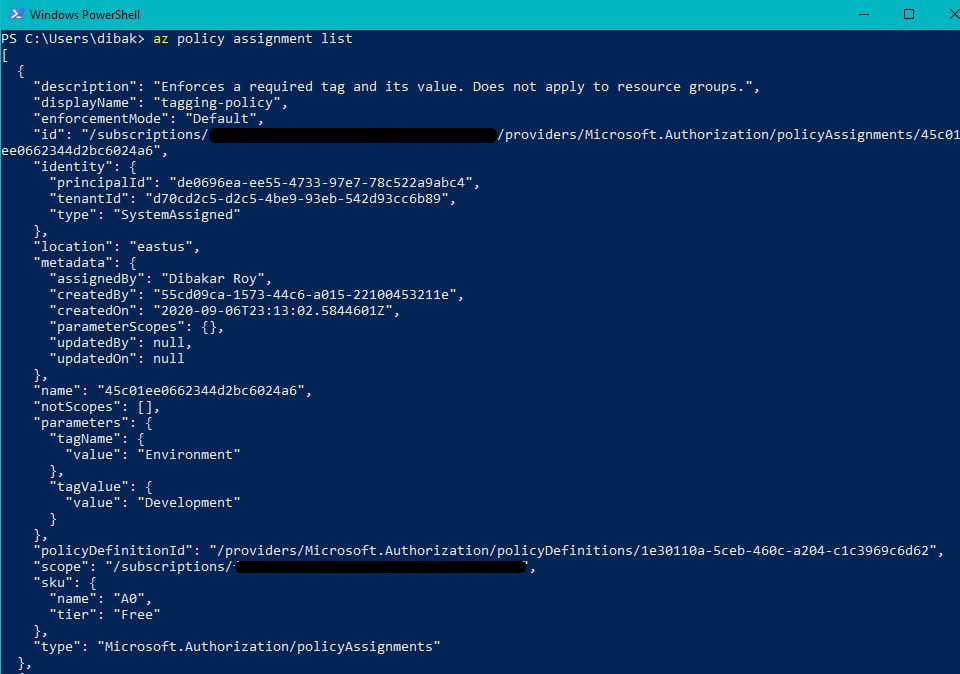 Windows PowerShell
PS C:\Users\dibak> az policy assignment list
[
  {
    "description": "Enforces a required tag and its value. Does not apply to resource groups.",
    "displayName": "tagging-policy",
    "enforcementMode": "Default",
    "id": "/subscriptions/ /providers/Microsoft.Authorization/policyAssignments/45c01
ee0662344d2bc6024a6",
    "identity": {
      "principalId": "de0696ea-ee55-4733-97e7-78c522a9abc4",
      "tenantId": "d70cd2c5-d2c5-4be9-93eb-542d93cc6b89",
      "type": "SystemAssigned"
    },
    "location": "eastus",
    "metadata": {
      "assignedBy": "Dibakar Roy",
      "createdBy": "55cd09ca-1573-44c6-a015-22100453211e",
      "createdOn": "2020-09-06T23:13:02.5844601Z",
      "parameterScopes": {},
      "updatedBy": null,
      "updatedOn": null
    },
    "name": "45c01ee0662344d2bc6024a6",
    "notScopes": [],
    "parameters": {
      "tagName": {
        "value": "Environment"
      },
      "tagValue": {
        "value": "Development"
      }
    },
    "policyDefinitionId": "/providers/Microsoft.Authorization/policyDefinitions/1e30110a-5ceb-460c-a204-c1c3969c6d62",
    "scope": "/subscriptions/ ",
    "sku": {
      "name": "A0",
      "tier": "Free"
    },
    "type": "Microsoft.Authorization/policyAssignments"
  },